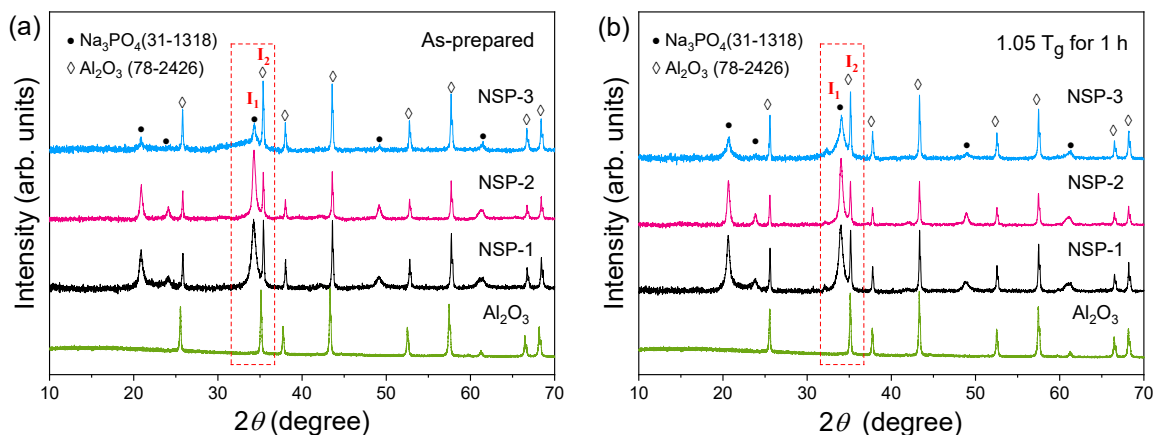 (a)
● Na₃PO₄(31-1318)
◊ Al₂O₃ (78-2426)
As-prepared
I₂
I₁
NSP-3
NSP-2
NSP-1
Al₂O₃
Intensity (arb. units)
10 20 30 40 50 60 70
2θ (degree)
(b)
● Na₃PO₄(31-1318)
◊ Al₂O₃ (78-2426)
1.05 Tg for 1 h
I₂
I₁
NSP-3
NSP-2
NSP-1
Al₂O₃
Intensity (arb. units)
10 20 30 40 50 60 70
2θ (degree)